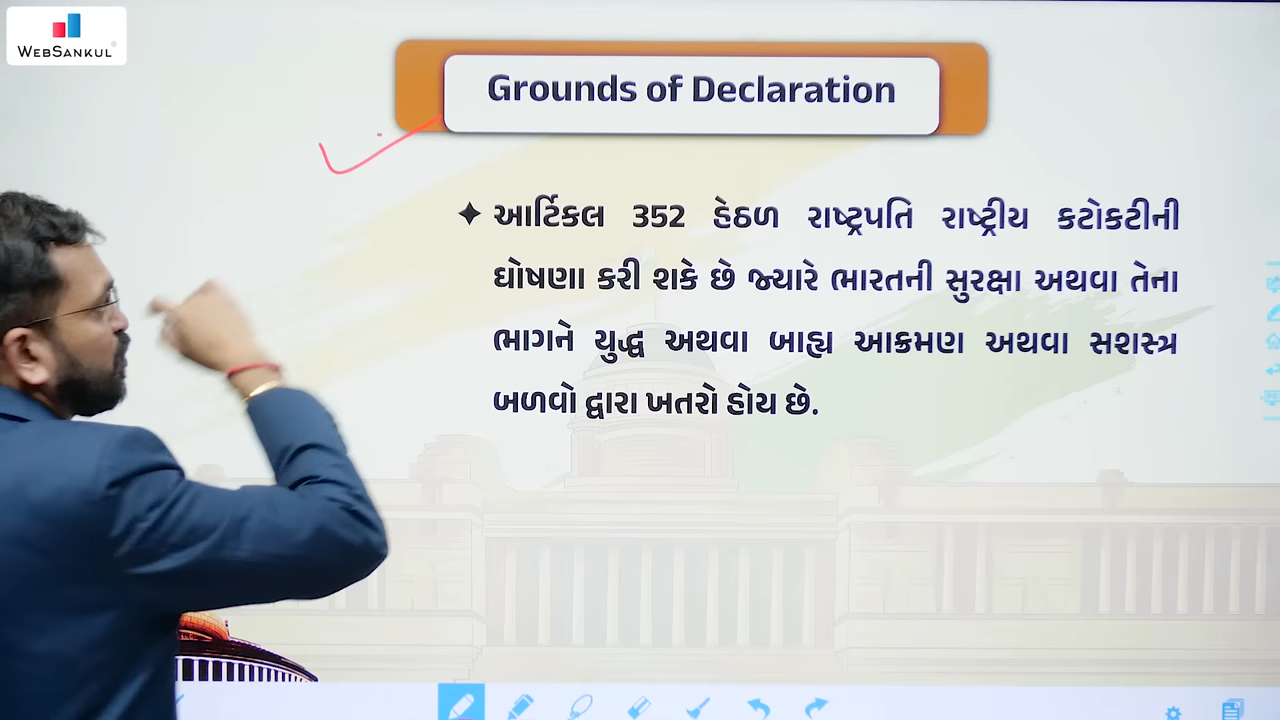 WEBSANKUL
Grounds of Declaration
આર્ટિકલ 352 હેઠળ રાષ્ટ્રપતિ રાષ્ટ્રીય કટોકટીની
ઘોષણા કરી શકે છે જ્યારે ભારતની સુરક્ષા અથવા તેના
ભાગને યુદ્ધ અથવા બાહ્ય આક્રમણ અથવા સશસ્ત્ર
બળવો દ્વારા ખતરો હોય છે.